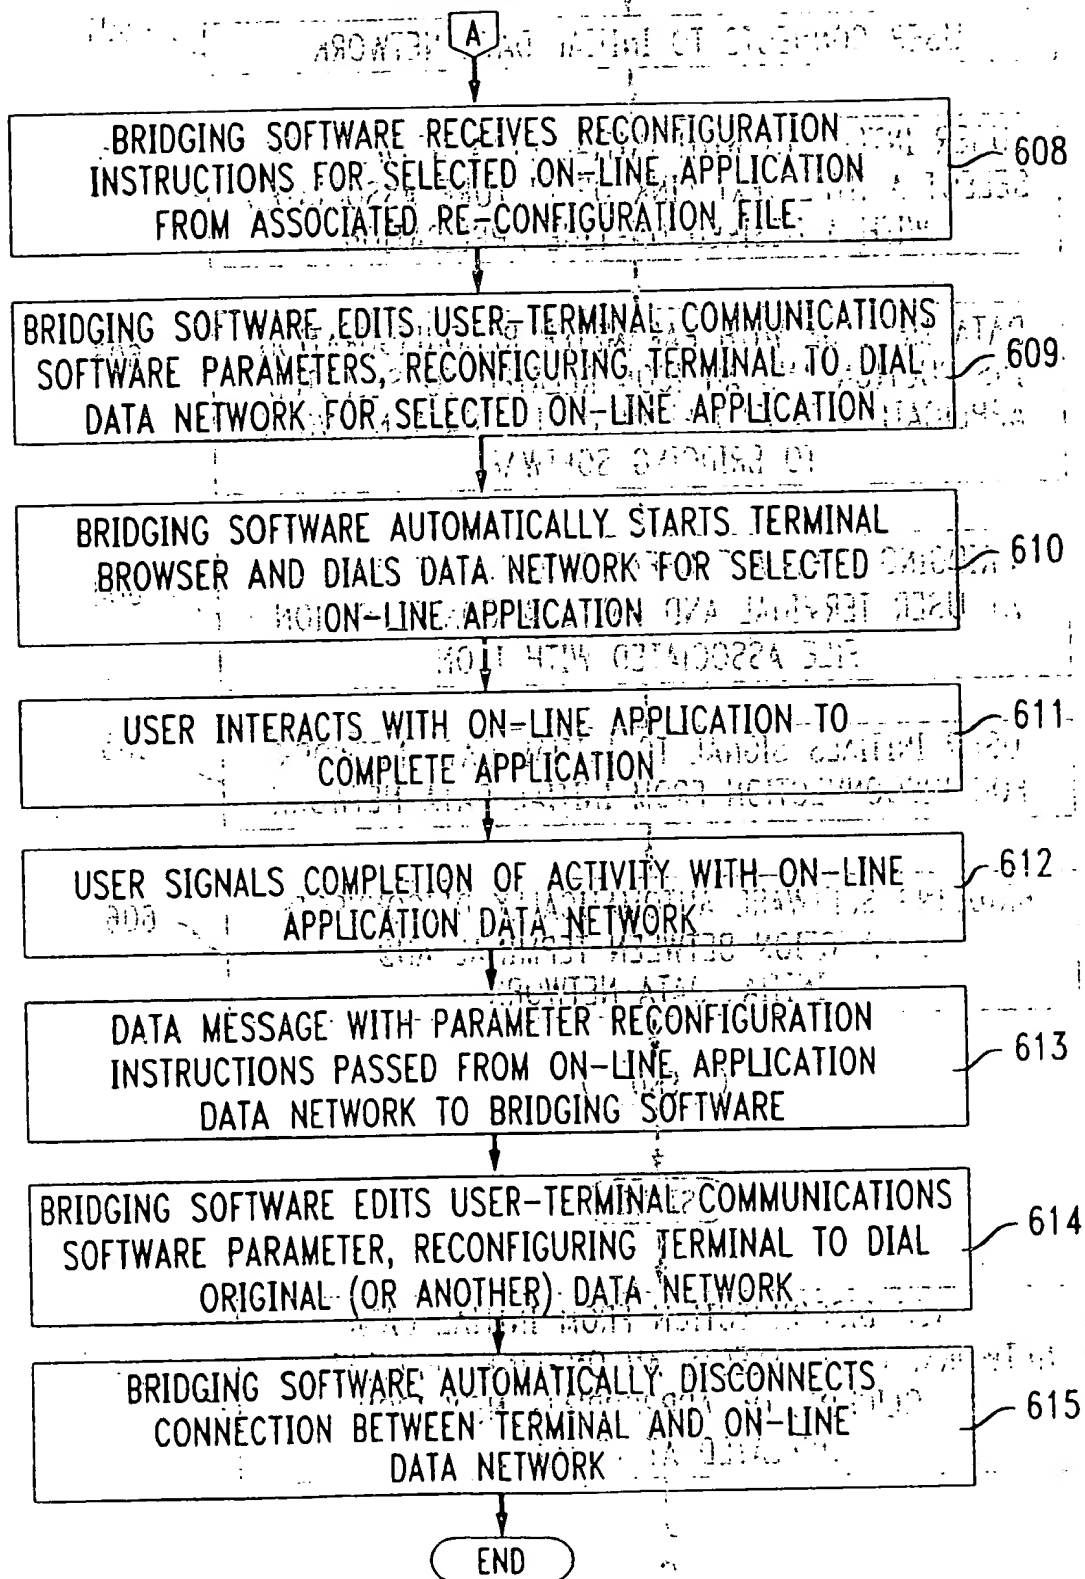 A
BRIDGING SOFTWARE RECEIVES RECONFIGURATION
INSTRUCTIONS FOR SELECTED ON-LINE APPLICATION
FROM ASSOCIATED RE-CONFIGURATION FILE
608
BRIDGING SOFTWARE EDITS USER-TERMINAL COMMUNICATIONS
SOFTWARE PARAMETERS, RECONFIGURING TERMINAL TO DIAL
DATA NETWORK FOR SELECTED ON-LINE APPLICATION
609
BRIDGING SOFTWARE AUTOMATICALLY STARTS TERMINAL
BROWSER AND DIALS DATA NETWORK FOR SELECTED
ON-LINE APPLICATION
610
USER INTERACTS WITH ON-LINE APPLICATION TO
COMPLETE APPLICATION
611
USER SIGNALS COMPLETION OF ACTIVITY WITH ON-LINE
APPLICATION DATA NETWORK
612
DATA MESSAGE WITH PARAMETER RECONFIGURATION
INSTRUCTIONS PASSED FROM ON-LINE APPLICATION
DATA NETWORK TO BRIDGING SOFTWARE
613
BRIDGING SOFTWARE EDITS USER-TERMINAL COMMUNICATIONS
SOFTWARE PARAMETER, RECONFIGURING TERMINAL TO DIAL
ORIGINAL (OR ANOTHER) DATA NETWORK
614
BRIDGING SOFTWARE AUTOMATICALLY DISCONNECTS
CONNECTION BETWEEN TERMINAL AND ON-LINE
DATA NETWORK
615
END